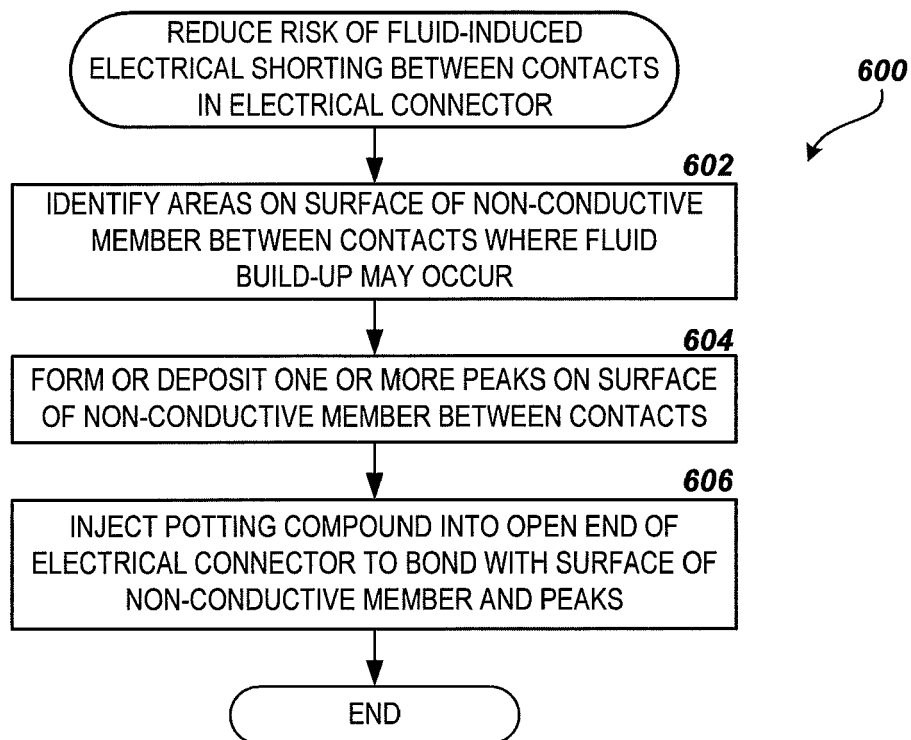 REDUCE RISK OF FLUID-INDUCED
ELECTRICAL SHORTING BETWEEN CONTACTS
IN ELECTRICAL CONNECTOR
600
602
IDENTIFY AREAS ON SURFACE OF NON-CONDUCTIVE
MEMBER BETWEEN CONTACTS WHERE FLUID
BUILD-UP MAY OCCUR
604
FORM OR DEPOSIT ONE OR MORE PEAKS ON SURFACE
OF NON-CONDUCTIVE MEMBER BETWEEN CONTACTS
606
INJECT POTTING COMPOUND INTO OPEN END OF
ELECTRICAL CONNECTOR TO BOND WITH SURFACE OF
NON-CONDUCTIVE MEMBER AND PEAKS
END